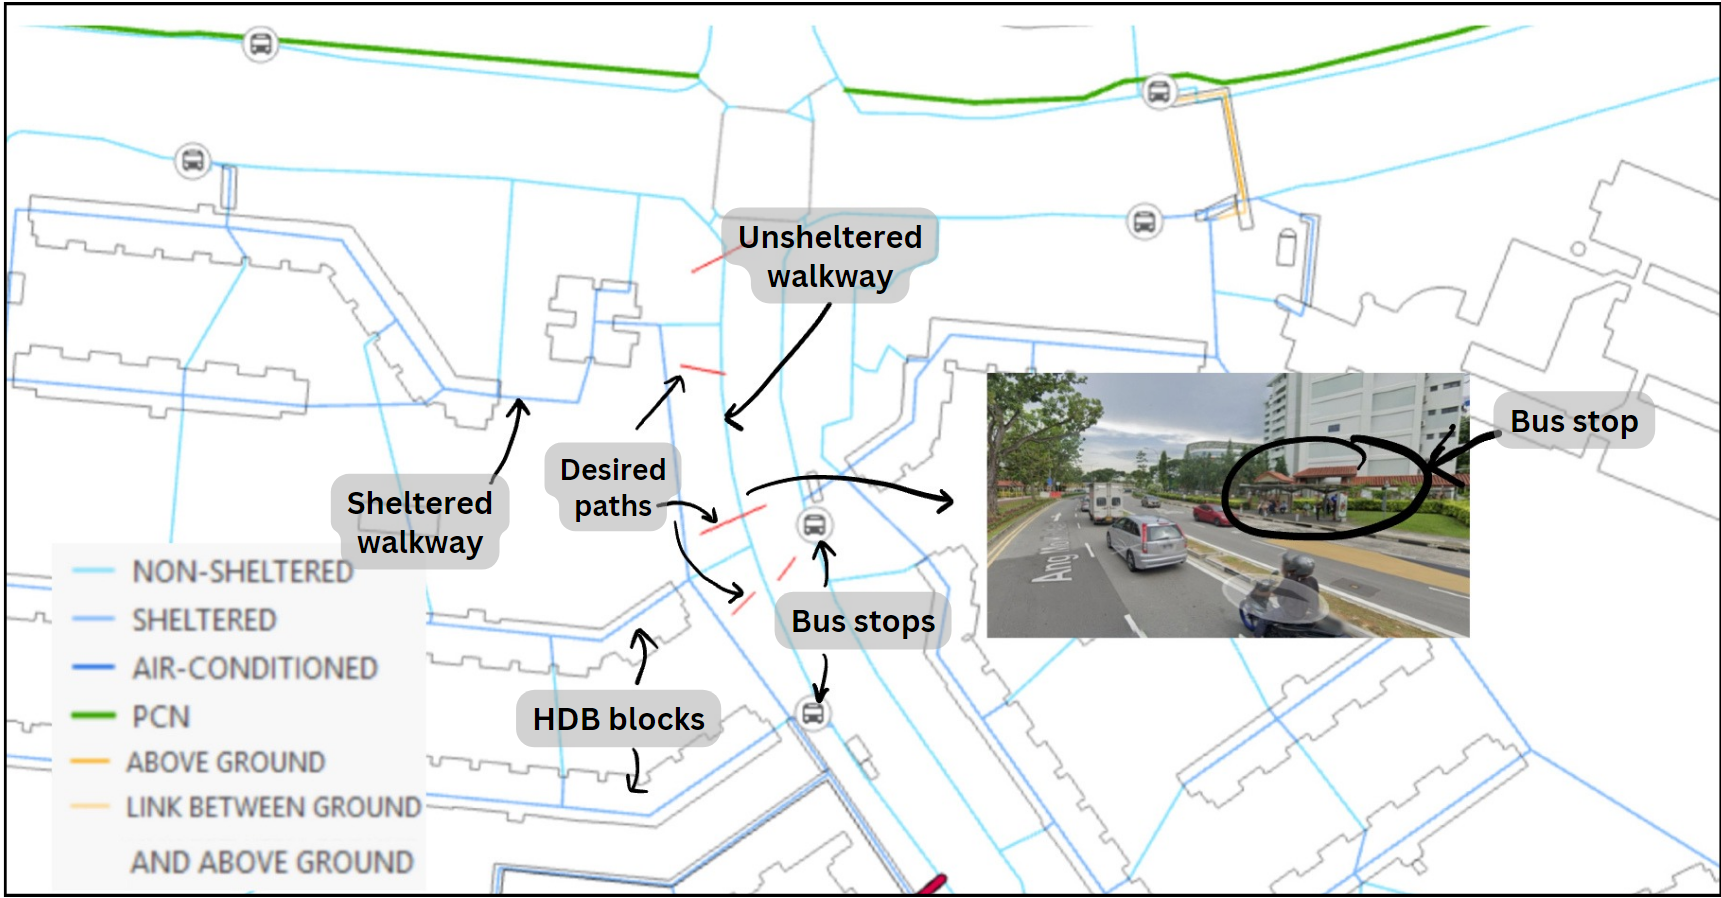 Unsheltered
walkway
Bus stop
Desired
paths
Sheltered
walkway
NON-SHELTERED
SHELTERED
AIR-CONDITIONED
PCN
ABOVE GROUND
LINK BETWEEN GROUND
AND ABOVE GROUND
Bus stops
HDB blocks